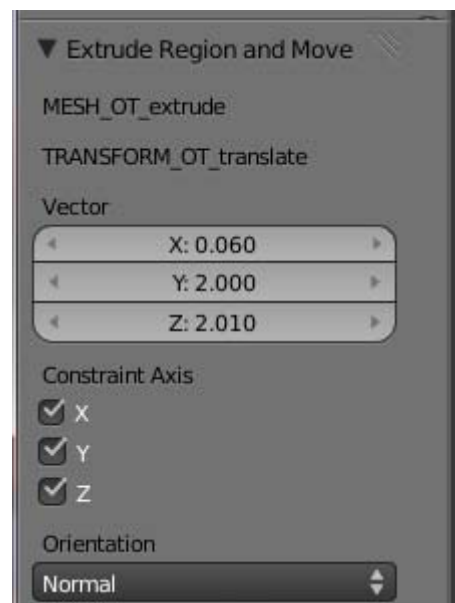 Extrude Region and Move
MESH_OT_extrude
TRANSFORM_OT_translate
Vector
X: 0.060
Y: 2.000
Z: 2.010
Constraint Axis
X
Y
Z
Orientation
Normal